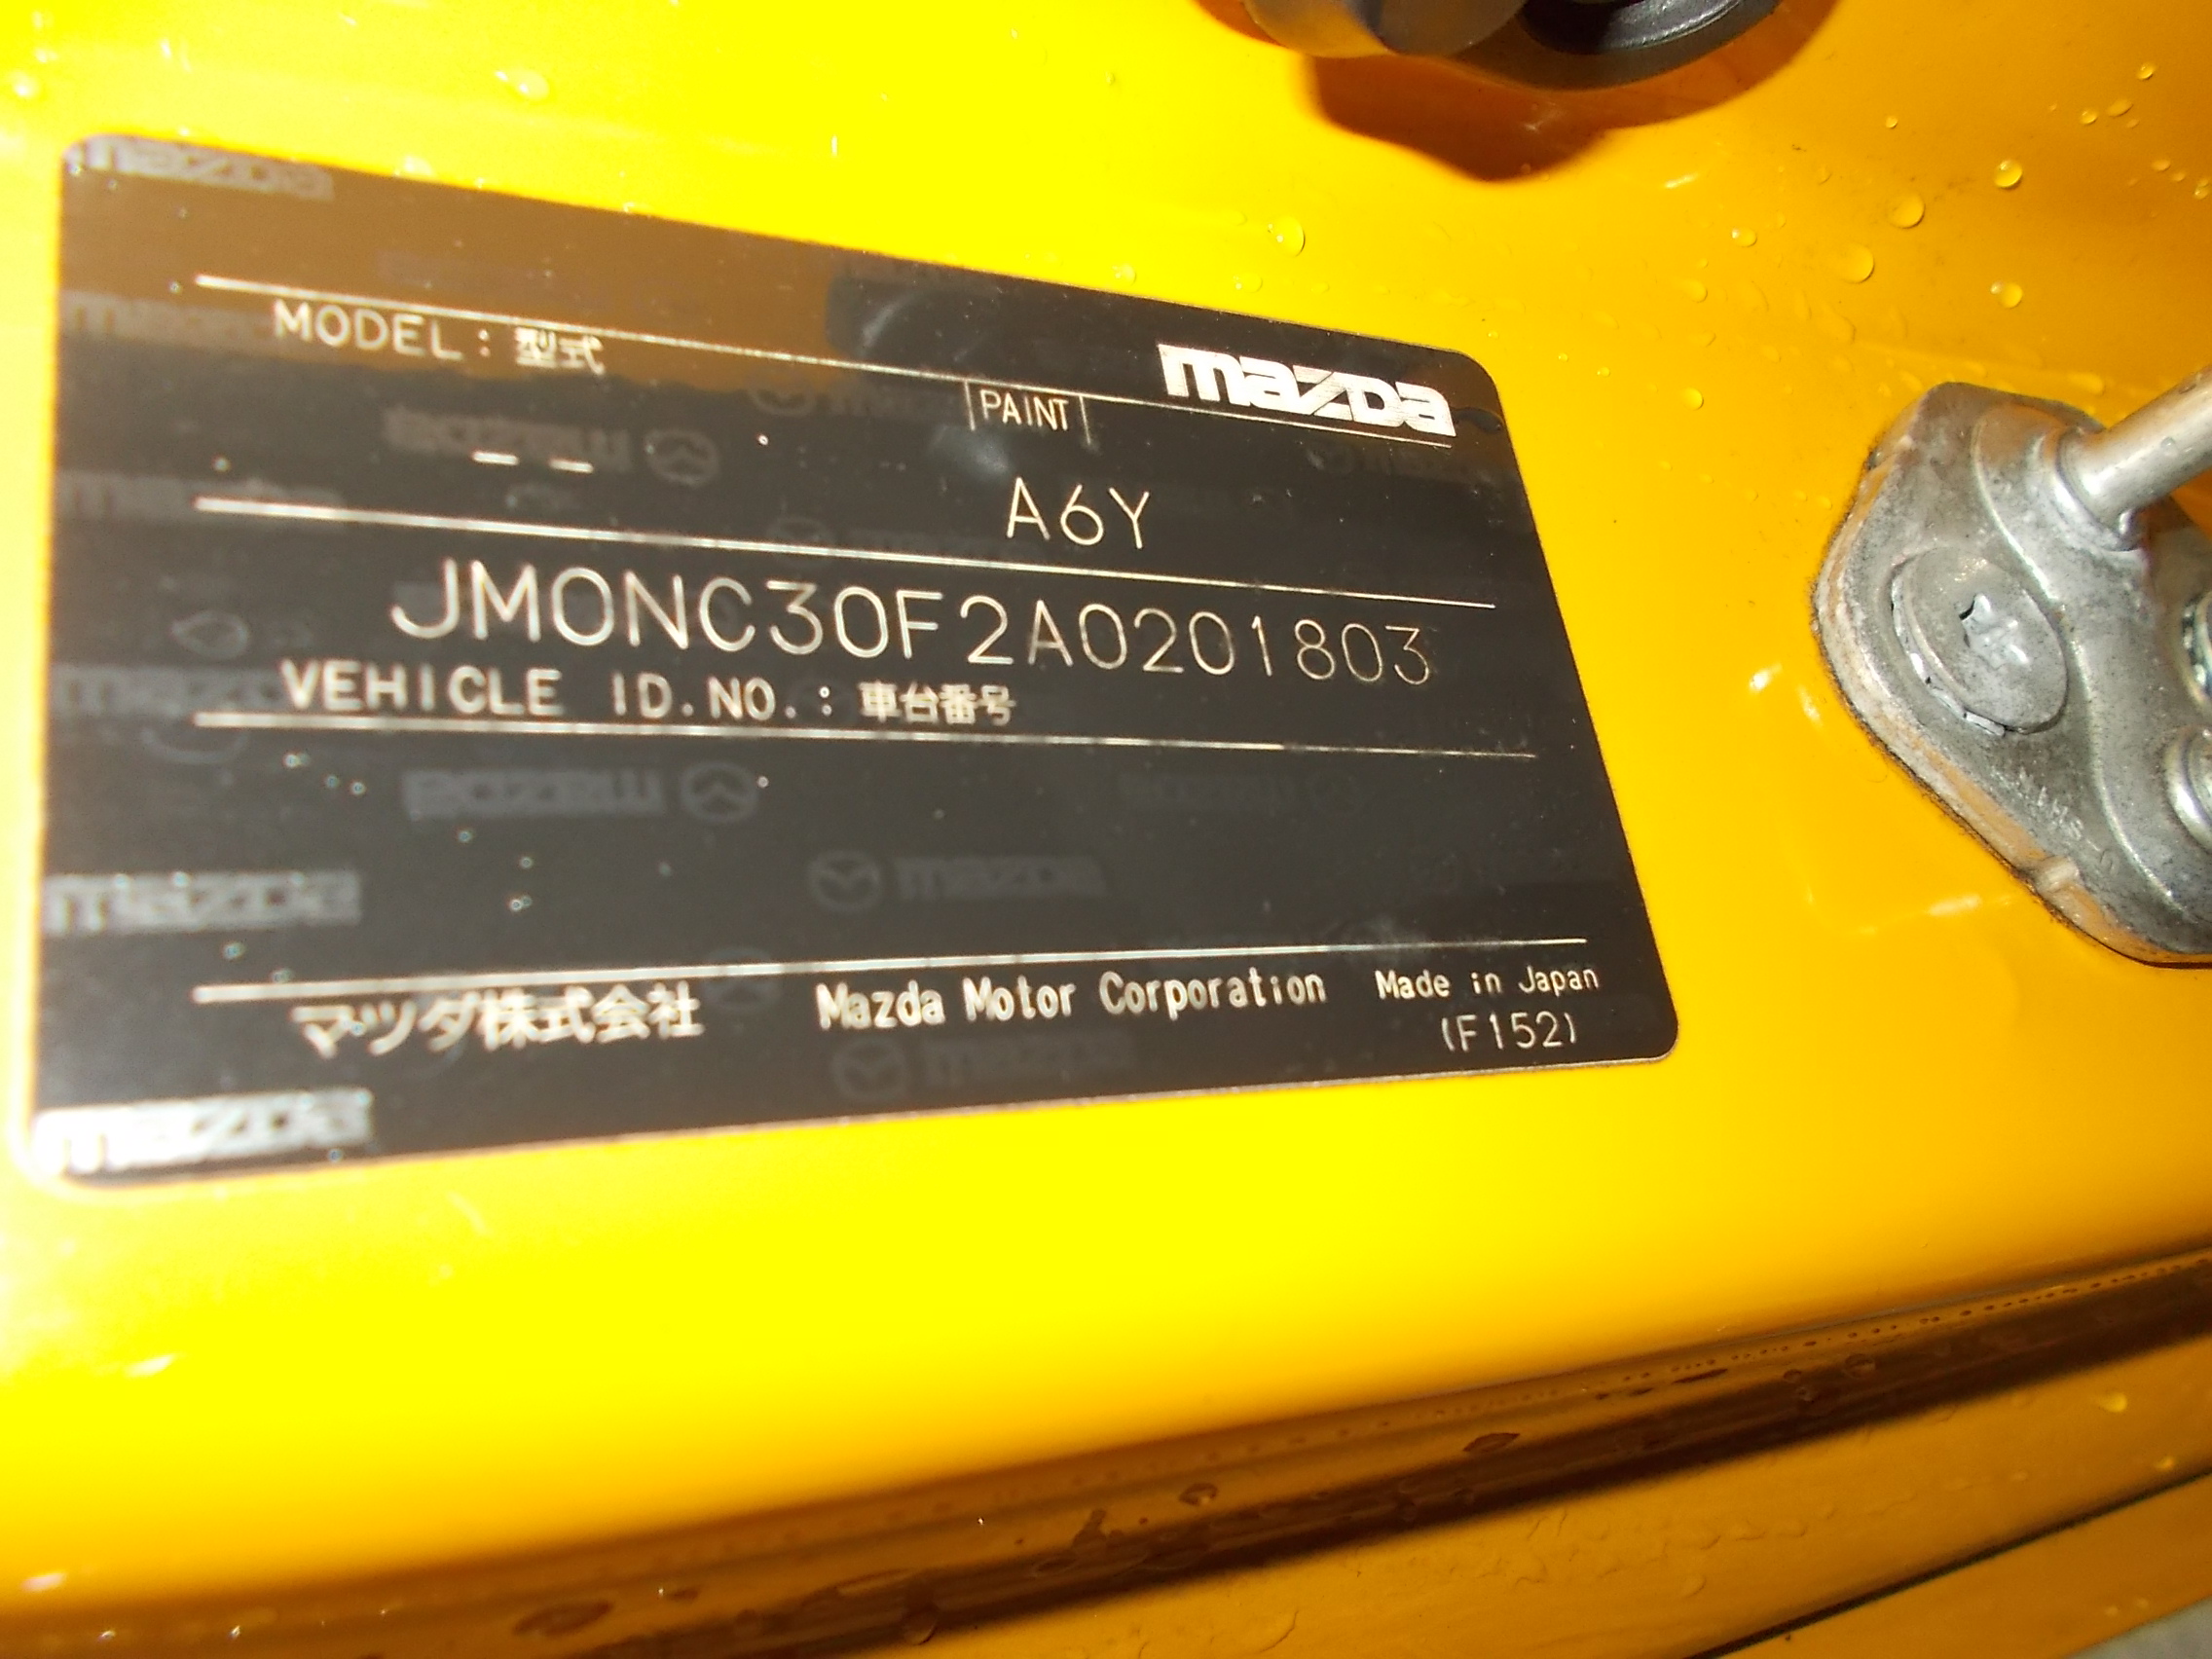 mazda
MODEL: 型式
PAINT
— —
A6Y
JM0NC30F2A0201803
VEHICLE ID.NO.: 車台番号
マツダ株式会社 Mazda Motor Corporation Made in Japan
(F152)